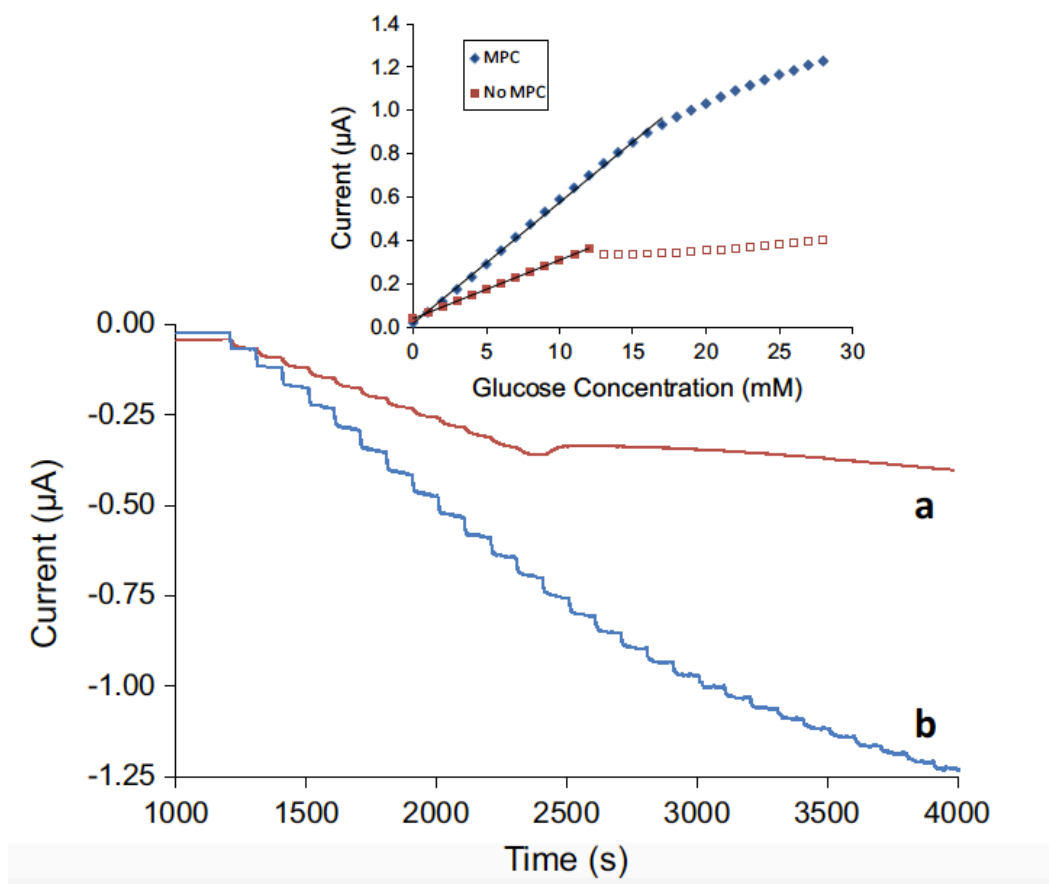 1.4
1.2
1.0
0.8
0.6
0.4
0.2
0.0
Current (µA)
MPC
No MPC
0 5 10 15 20 25 30
Glucose Concentration (mM)
0.00
-0.25
-0.50
-0.75
-1.00
-1.25
Current (µA)
a
b
1000 1500 2000 2500 3000 3500 4000
Time (s)